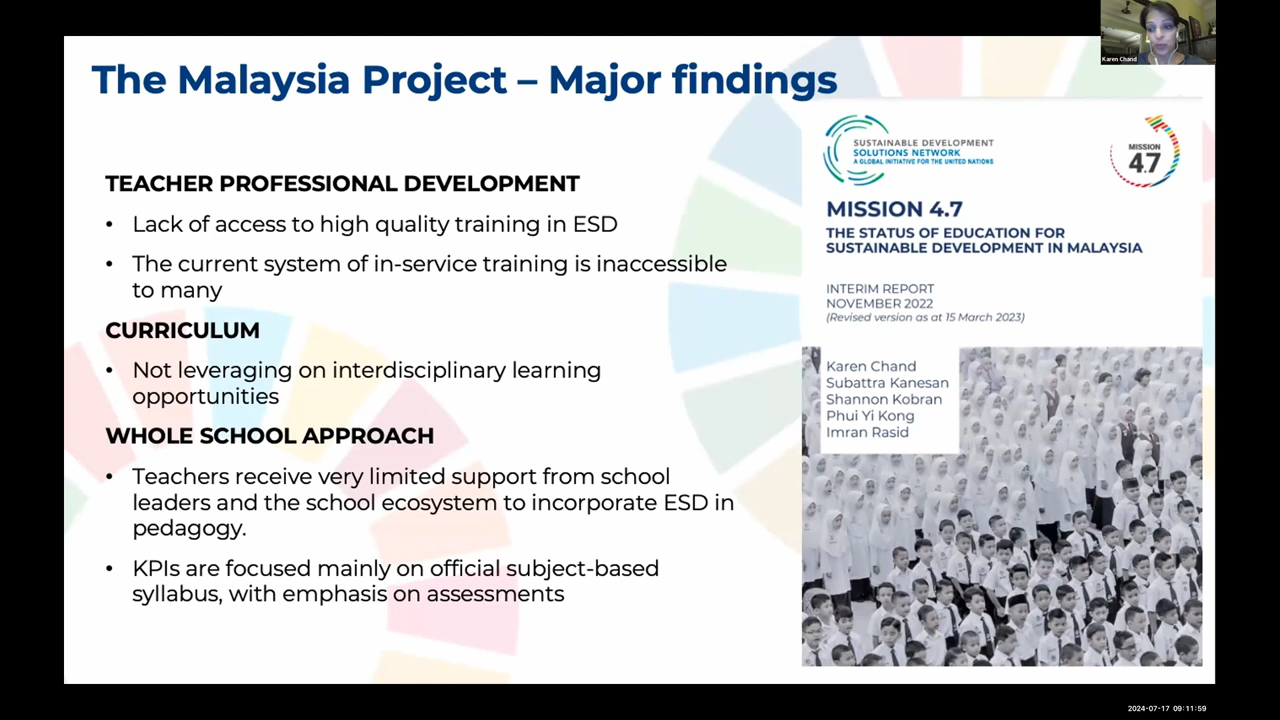 Karen Chand
The Malaysia Project – Major findings
TEACHER PROFESSIONAL DEVELOPMENT
• Lack of access to high quality training in ESD
• The current system of in-service training is inaccessible
to many
CURRICULUM
• Not leveraging on interdisciplinary learning
opportunities
WHOLE SCHOOL APPROACH
• Teachers receive very limited support from school
leaders and the school ecosystem to incorporate ESD in
pedagogy.
• KPIs are focused mainly on official subject-based
syllabus, with emphasis on assessments
SUSTAINABLE DEVELOPMENT
SOLUTIONS NETWORK
A GLOBAL INITIATIVE FOR THE UNITED NATIONS
MISSION
4.7
MISSION 4.7
THE STATUS OF EDUCATION FOR
SUSTAINABLE DEVELOPMENT IN MALAYSIA
INTERIM REPORT
NOVEMBER 2022
(Revised version as at 15 March 2023)
Karen Chand
Subattra Kanesan
Shannon Kobran
Phui Yi Kong
Imran Rasid
2024-07-17 09:11:59